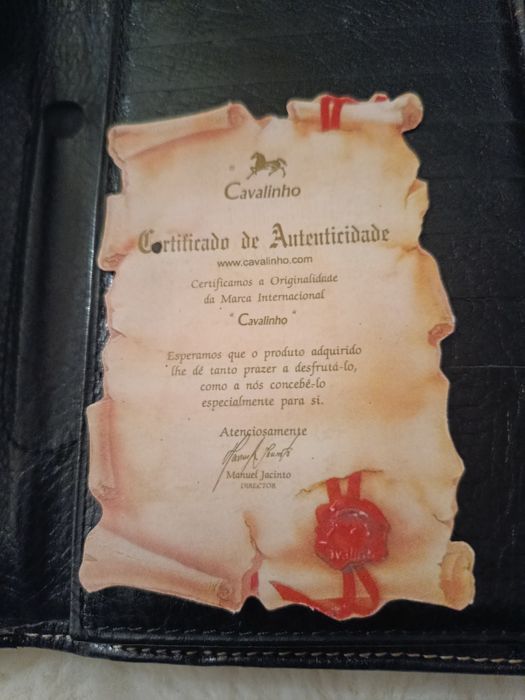 Cavalinho
Certificado de Autenticidade
www.cavalinho.com
Certificamos a Originalidade
da Marca Internacional
" Cavalinho "
Esperamos que o produto adquirido
lhe dê tanto prazer a desfrutá-lo,
como a nós concebê-lo
especialmente para si.
Atenciosamente
Manuel Jacinto
DIRECTOR
Cavalinho